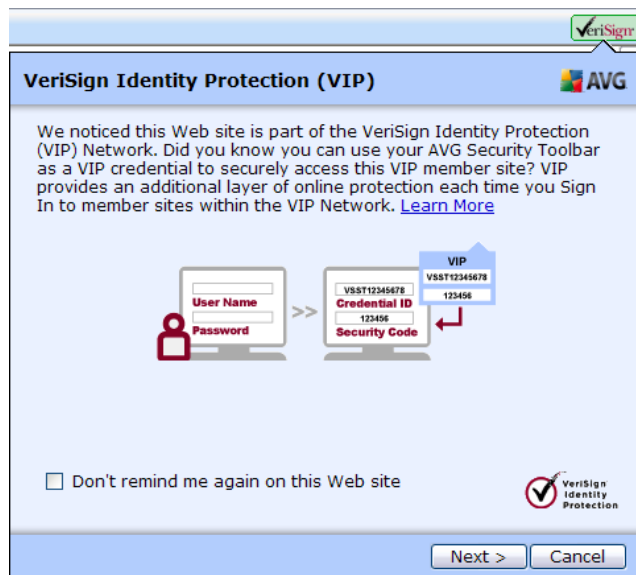 VeriSign
VeriSign Identity Protection (VIP)
AVG
We noticed this Web site is part of the VeriSign Identity Protection
(VIP) Network. Did you know you can use your AVG Security Toolbar
as a VIP credential to securely access this VIP member site? VIP
provides an additional layer of online protection each time you Sign
In to member sites within the VIP Network. Learn More
User Name
Password
>>
VSST12345678
Credential ID
123456
Security Code
VIP
VSST12345678
123456
Don't remind me again on this Web site
VeriSign
Identity
Protection
Next >
Cancel